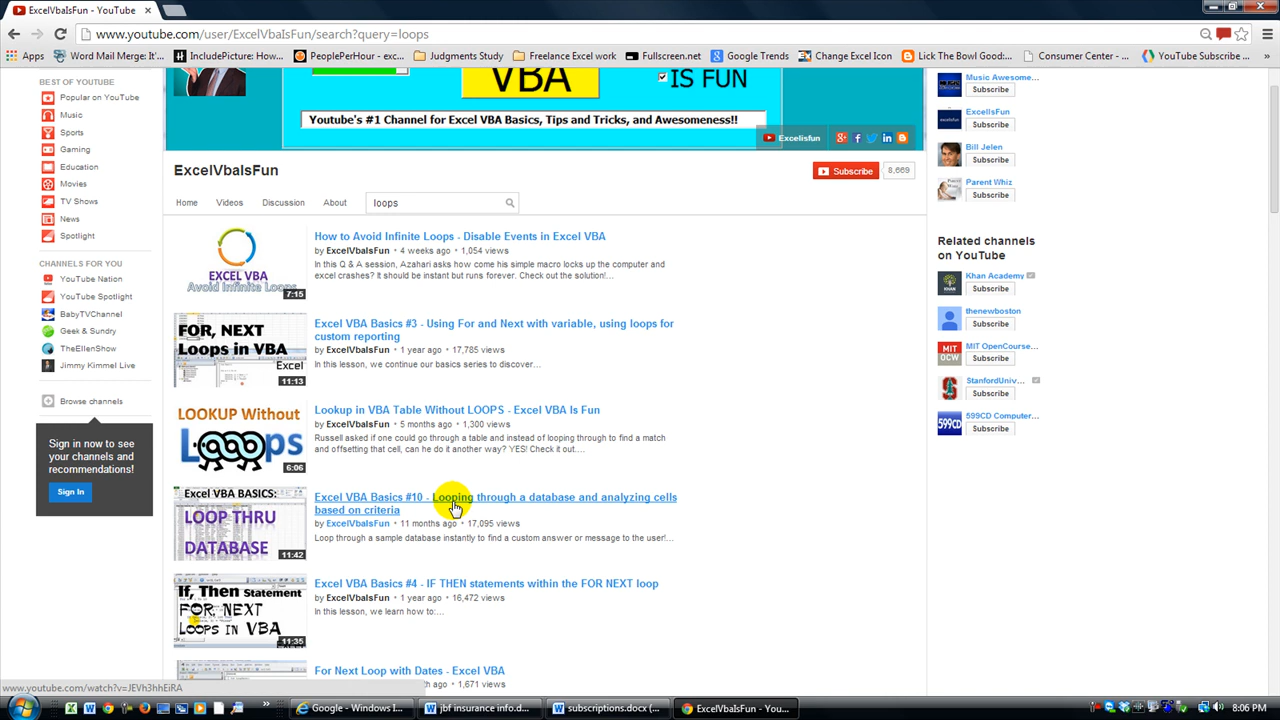 ExcelVbaIsFun - YouTube
www.youtube.com/user/ExcelVbaIsFun/search?query=loops
Apps
Word Mail Merge: It'...
IncludePicture: How...
PeoplePerHour - exc...
Judgments Study
Freelance Excel work
Fullscreen.net
Google Trends
Change Excel Icon
Lick The Bowl Good:...
Consumer Center - ...
YouTube Subscribe ...
BEST OF YOUTUBE
Popular on YouTube
Music
Sports
Gaming
Education
Movies
TV Shows
News
Spotlight
CHANNELS FOR YOU
YouTube Nation
YouTube Spotlight
BabyTVChannel
Geek & Sundry
TheEllenShow
Jimmy Kimmel Live
Browse channels
Sign in now to see
your channels and
recommendations!
Sign In
VBA
IS FUN
Youtube's #1 Channel for Excel VBA Basics, Tips and Tricks, and Awesomeness!!
Excelisfun
ExcelVbaIsFun
Subscribe
8,669
Home
Videos
Discussion
About
loops
EXCEL VBA
Avoid Infinite Loops
7:15
How to Avoid Infinite Loops - Disable Events in Excel VBA
by ExcelVbaIsFun • 4 weeks ago • 1,054 views
In this Q & A session, Azahari asks how come his simple macro locks up the computer and
excel crashes? It should be instant but runs forever. Check out the solution!...
FOR, NEXT
Loops in VBA
Excel
11:13
Excel VBA Basics #3 - Using For and Next with variable, using loops for
custom reporting
by ExcelVbaIsFun • 1 year ago • 17,785 views
In this lesson, we continue our basics series to discover...
LOOKUP Without
Loops
6:06
Lookup in VBA Table Without LOOPS - Excel VBA Is Fun
by ExcelVbaIsFun • 5 months ago • 1,300 views
Russell asked if one could go through a table and instead of looping through to find a match
and offsetting that cell, can he do it another way? YES! Check it out....
Excel VBA BASICS:
LOOP THRU
DATABASE
11:42
Excel VBA Basics #10 - Looping through a database and analyzing cells
based on criteria
by ExcelVbaIsFun • 11 months ago • 17,095 views
Loop through a sample database instantly to find a custom answer or message to the user!...
If, Then Statement
FOR, NEXT
LOOPS IN VBA
11:35
Excel VBA Basics #4 - IF THEN statements within the FOR NEXT loop
by ExcelVbaIsFun • 1 year ago • 16,472 views
In this lesson, we learn how to:...
For Next Loop with Dates - Excel VBA
1,671 views
Music Awesome...
Subscribe
ExcelIsFun
Subscribe
Bill Jelen
Subscribe
Parent Whiz
Subscribe
Related channels
on YouTube
Khan Academy
Subscribe
thenewboston
Subscribe
MIT OpenCourse...
Subscribe
StanfordUniv...
Subscribe
599CD Computer...
Subscribe
www.youtube.com/watch?v=JEVh3hhEiRA
Google - Windows I...
jbf insurance info.d...
subscriptions.docx (...
ExcelVbaIsFun - You...
8:06 PM